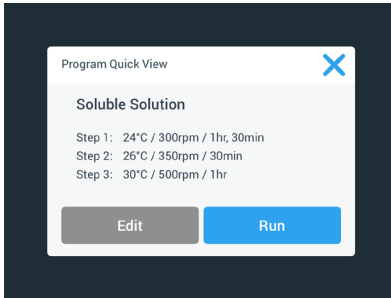 Program Quick View
Soluble Solution
Step 1: 24°C / 300rpm / 1hr, 30min
Step 2: 26°C / 350rpm / 30min
Step 3: 30°C / 500rpm / 1hr
Edit Run